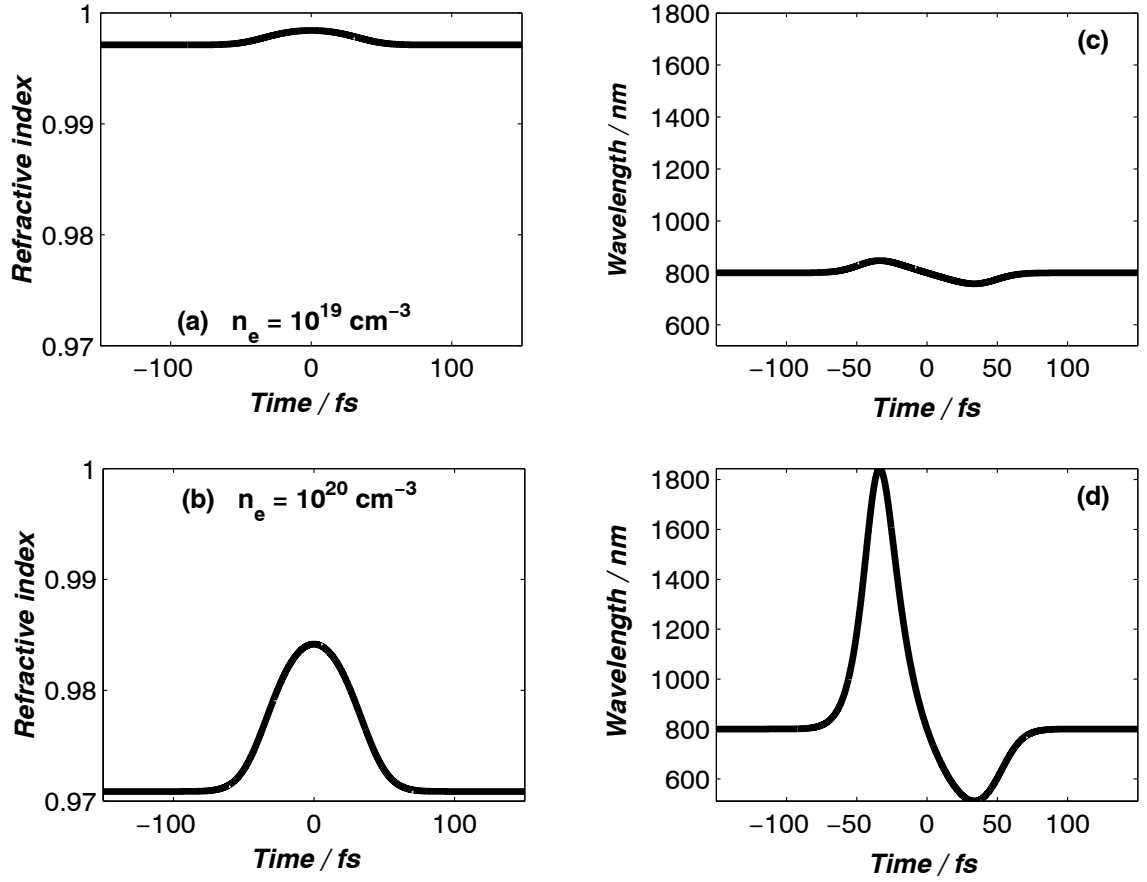 1
0.99
0.98
0.97
Refractive index
(a) n_e = 10^19 cm^−3
−100 0 100
Time / fs
1800
1600
1400
1200
1000
800
600
Wavelength / nm
(c)
−100 −50 0 50 100
Time / fs
1
0.99
0.98
0.97
Refractive index
(b) n_e = 10^20 cm^−3
−100 0 100
Time / fs
1800
1600
1400
1200
1000
800
600
Wavelength / nm
(d)
−100 −50 0 50 100
Time / fs